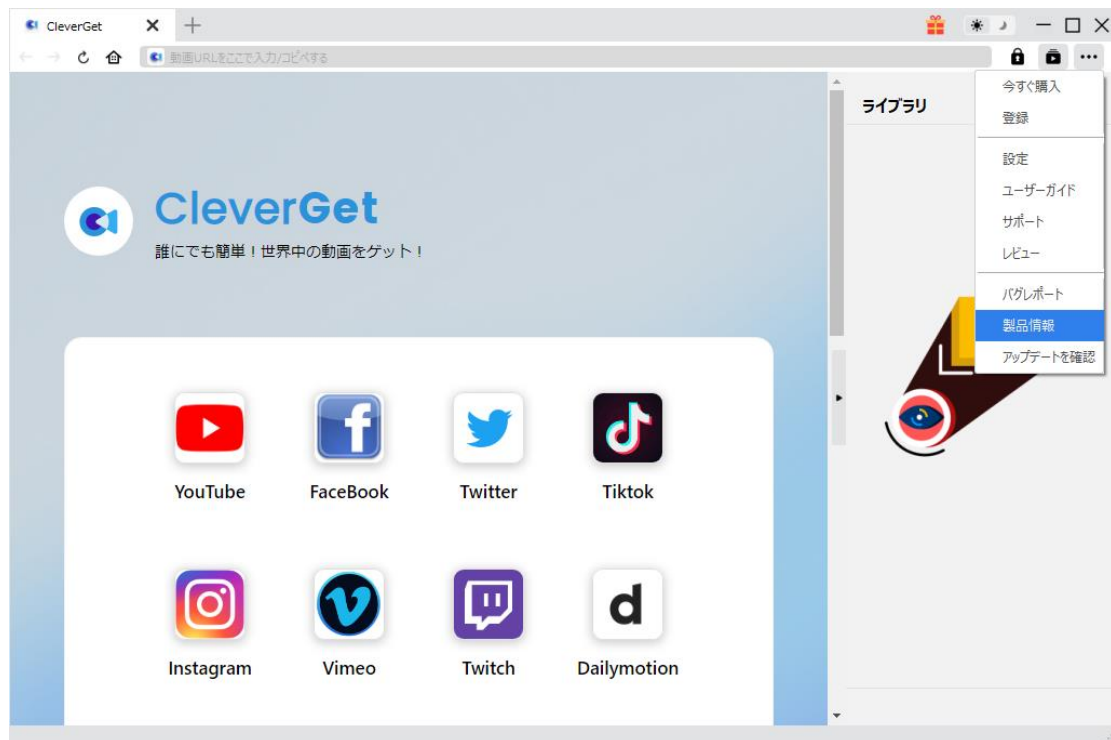 CleverGet
動画URLをここで入力/コピペする
今すぐ購入
登録
設定
ユーザーガイド
サポート
レビュー
バグレポート
製品情報
アップデートを確認
ライブラリ
CleverGet
誰にでも簡単！世界中の動画をゲット！
YouTube
FaceBook
Twitter
Tiktok
Instagram
Vimeo
Twitch
Dailymotion